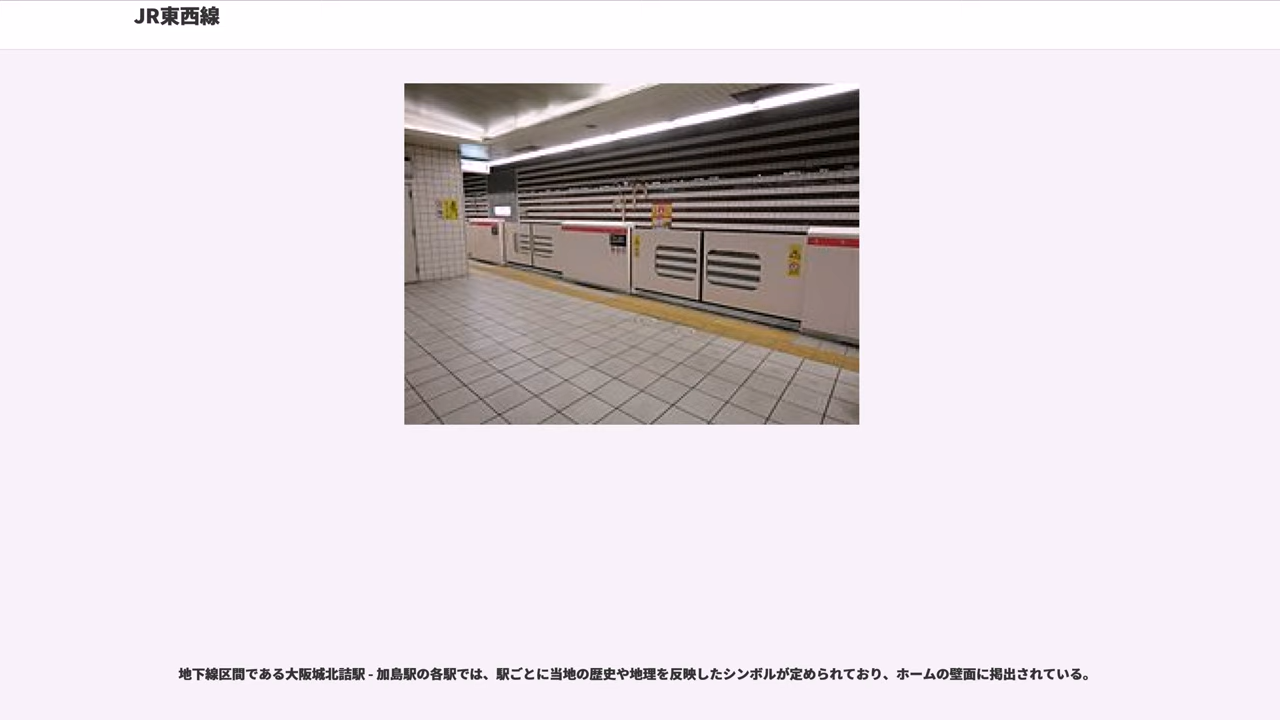 JR東西線
地下線区間である大阪城北詰駅 - 加島駅の各駅では、駅ごとに当地の歴史や地理を反映したシンボルが定められており、ホームの壁面に掲出されている。